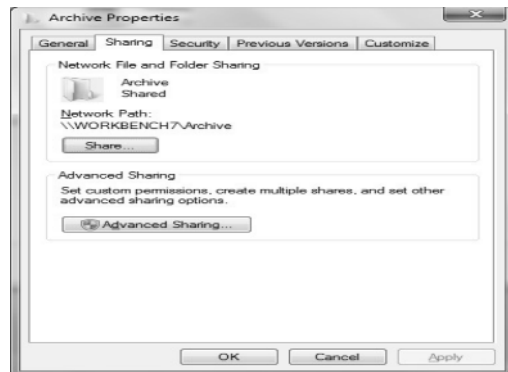 Archive Properties
General Sharing Security Previous Versions Customize
Network File and Folder Sharing
Archive
Shared
Network Path:
\\WORKBENCH7\Archive
Share...
Advanced Sharing
Set custom permissions, create multiple shares, and set other
advanced sharing options.
Advanced Sharing...
OK Cancel Apply